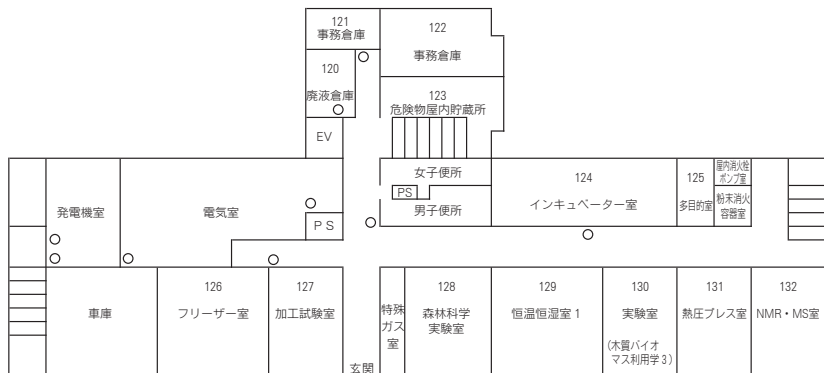 121
事務倉庫
122
事務倉庫
120
廃液倉庫
123
危険物屋内貯蔵所
EV
女子便所
PS
男子便所
124
インキュベーター室
125
多目的室
屋内消火栓
ポンプ室
粉末消火
容器室
発電機室
電気室
PS
車庫
126
フリーザー室
127
加工試験室
特殊
ガス
室
128
森林科学
実験室
129
恒温恒湿室1
130
実験室
(木質バイオ
マス利用学3)
131
熱圧プレス室
132
NMR・MS室
玄関